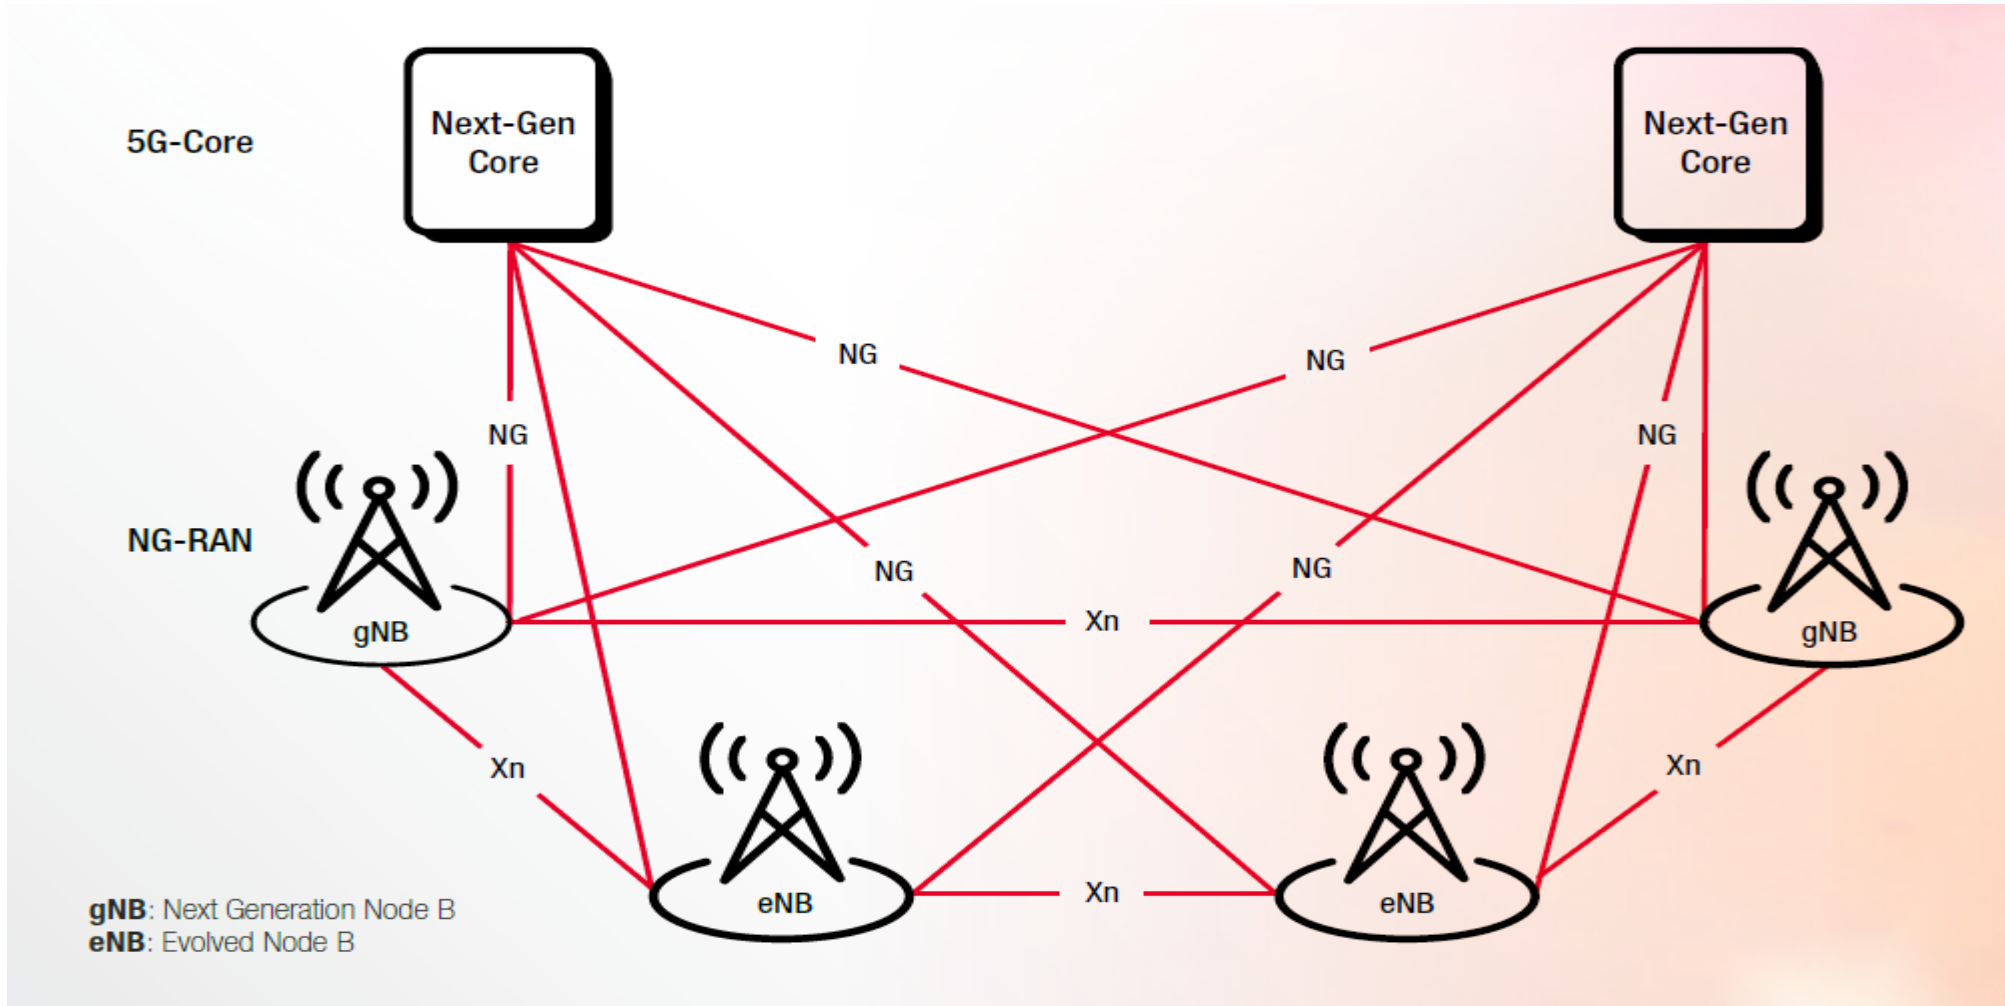 5G-Core
Next-Gen
Core
Next-Gen
Core
NG
NG
NG
NG
NG-RAN
NG
NG
gNB
Xn
gNB
Xn
Xn
eNB
Xn
eNB
gNB: Next Generation Node B
eNB: Evolved Node B